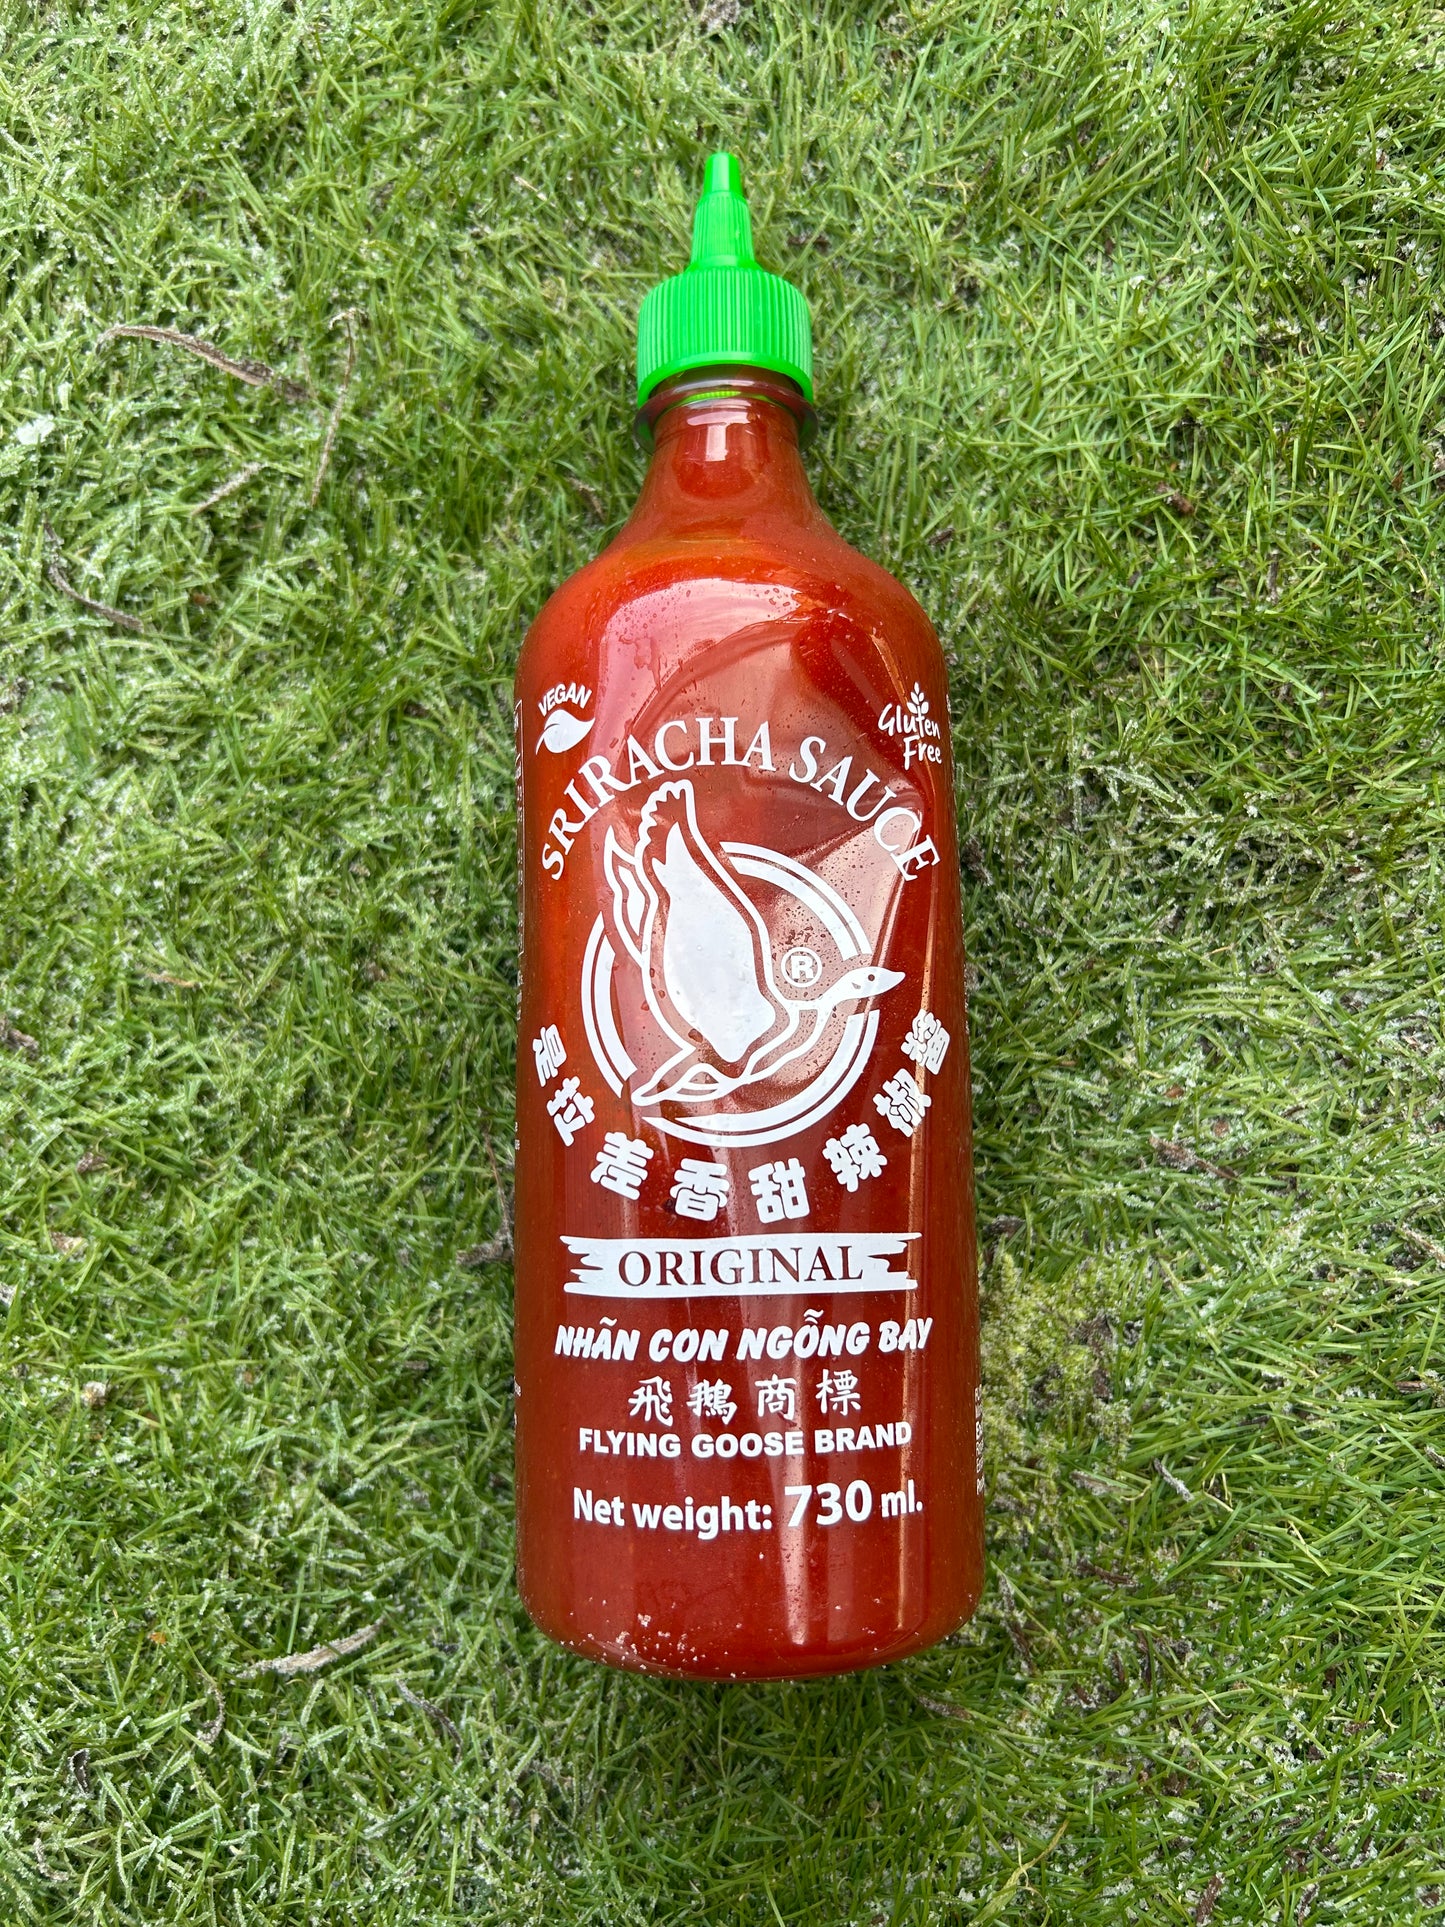 VEGAN
Gluten
Free
SRIRACHA SAUCE
®
是拉差香甜辣椒醬
ORIGINAL
NHÃN CON NGỖNG BAY
飛鵝商標
FLYING GOOSE BRAND
Net weight: 730 ml.